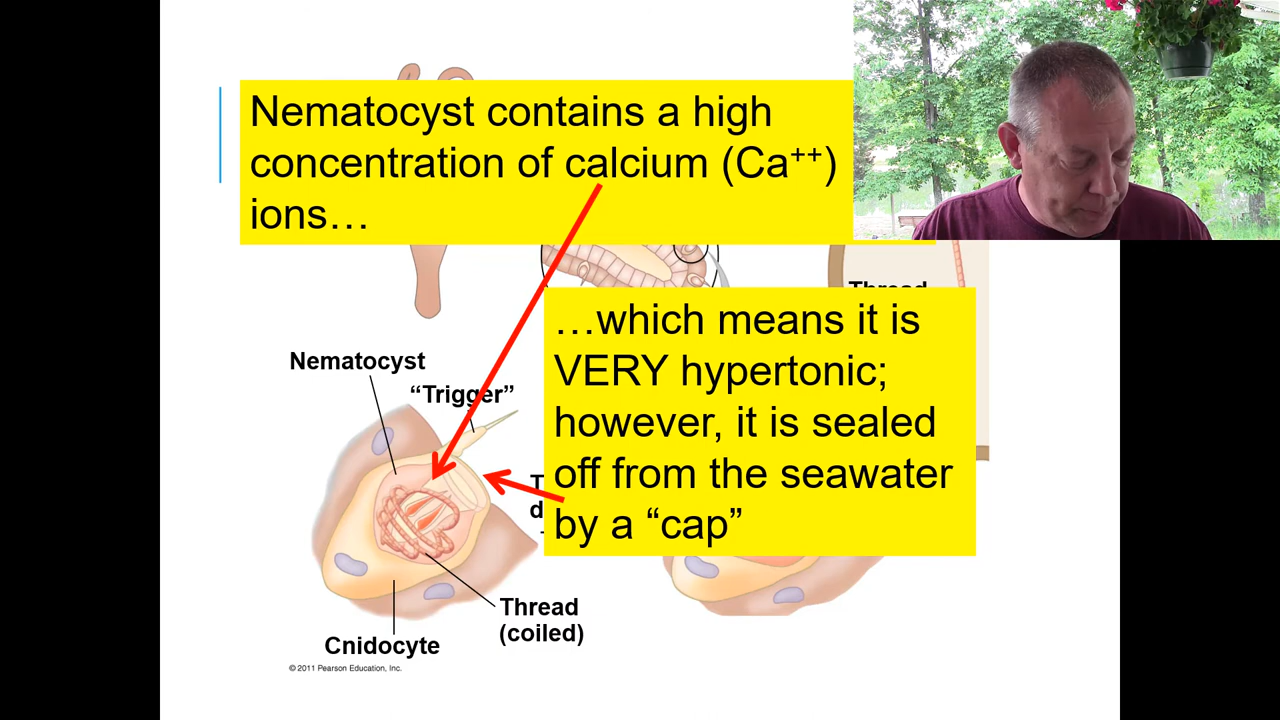 Nematocyst contains a high
concentration of calcium (Ca⁺⁺)
ions…
Thread
…which means it is
VERY hypertonic;
however, it is sealed
off from the seawater
by a “cap”
Nematocyst
“Trigger”
Thread
(coiled)
Cnidocyte
© 2011 Pearson Education, Inc.